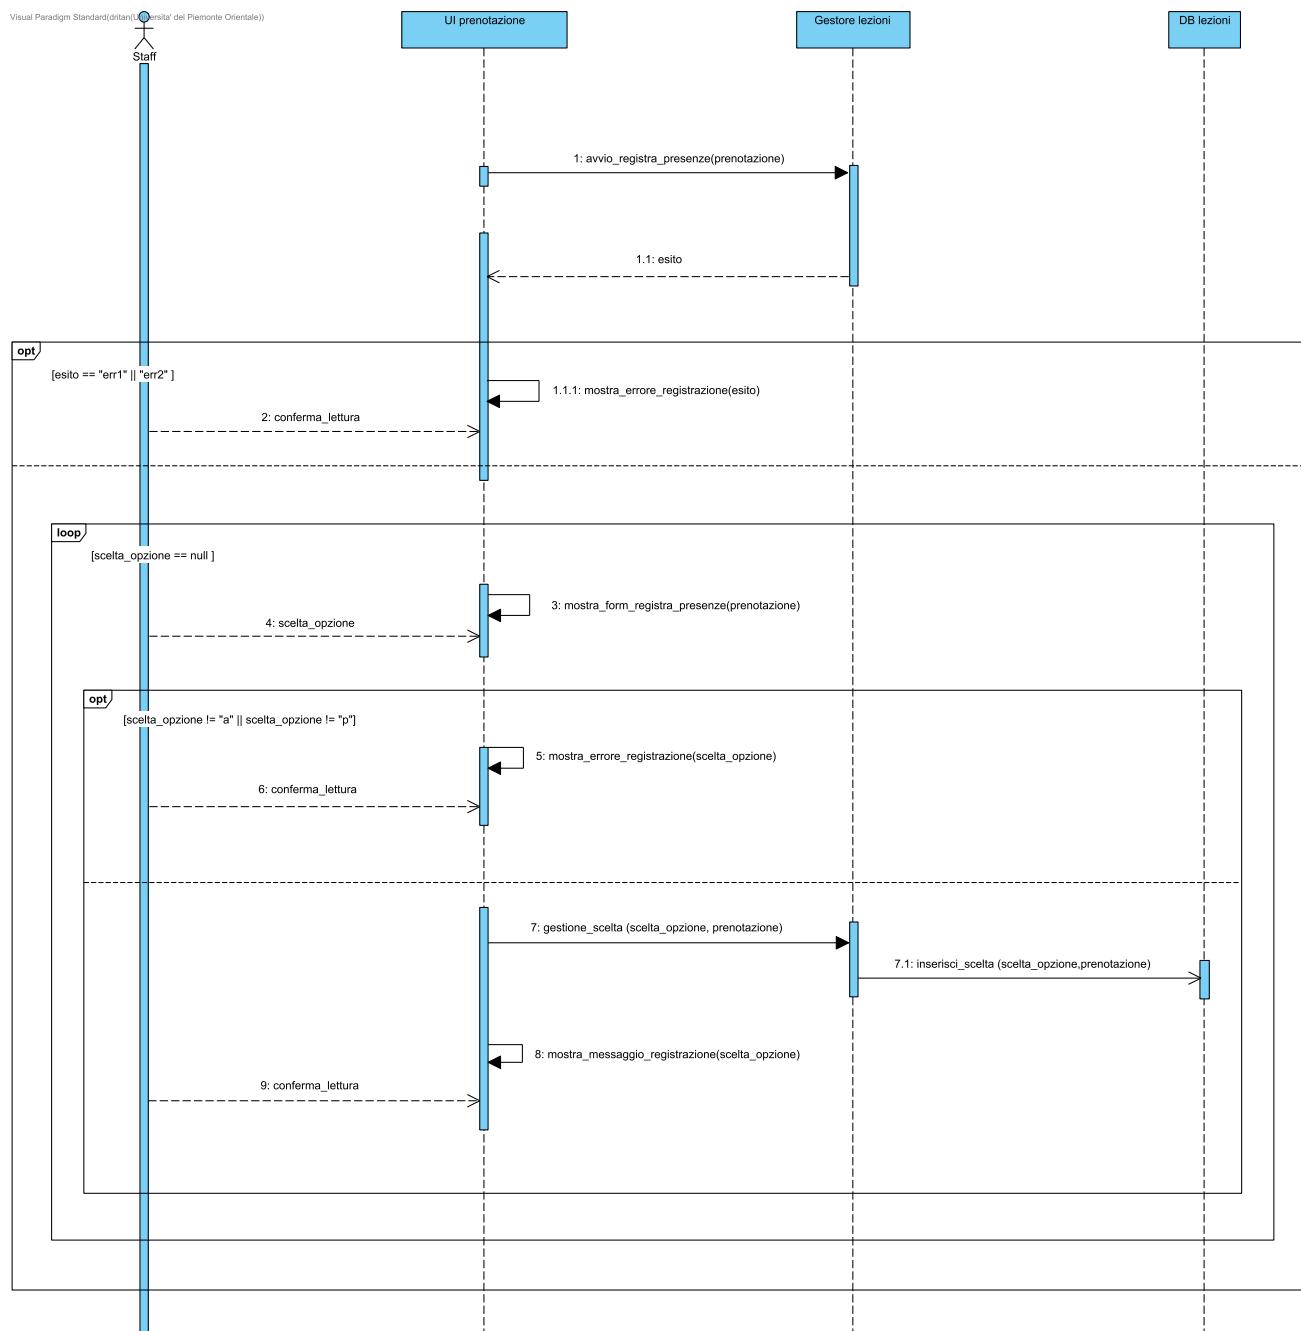 Visual Paradigm Standard(dritan(Universita' del Piemonte Orientale))
Staff
UI prenotazione
Gestore lezioni
DB lezioni
1: avvio_registra_presenze(prenotazione)
1.1: esito
opt
[esito == "err1" || "err2" ]
1.1.1: mostra_errore_registrazione(esito)
2: conferma_lettura
loop
[scelta_opzione == null ]
3: mostra_form_registra_presenze(prenotazione)
4: scelta_opzione
opt
[scelta_opzione != "a" || scelta_opzione != "p"]
5: mostra_errore_registrazione(scelta_opzione)
6: conferma_lettura
7: gestione_scelta (scelta_opzione, prenotazione)
7.1: inserisci_scelta (scelta_opzione,prenotazione)
8: mostra_messaggio_registrazione(scelta_opzione)
9: conferma_lettura